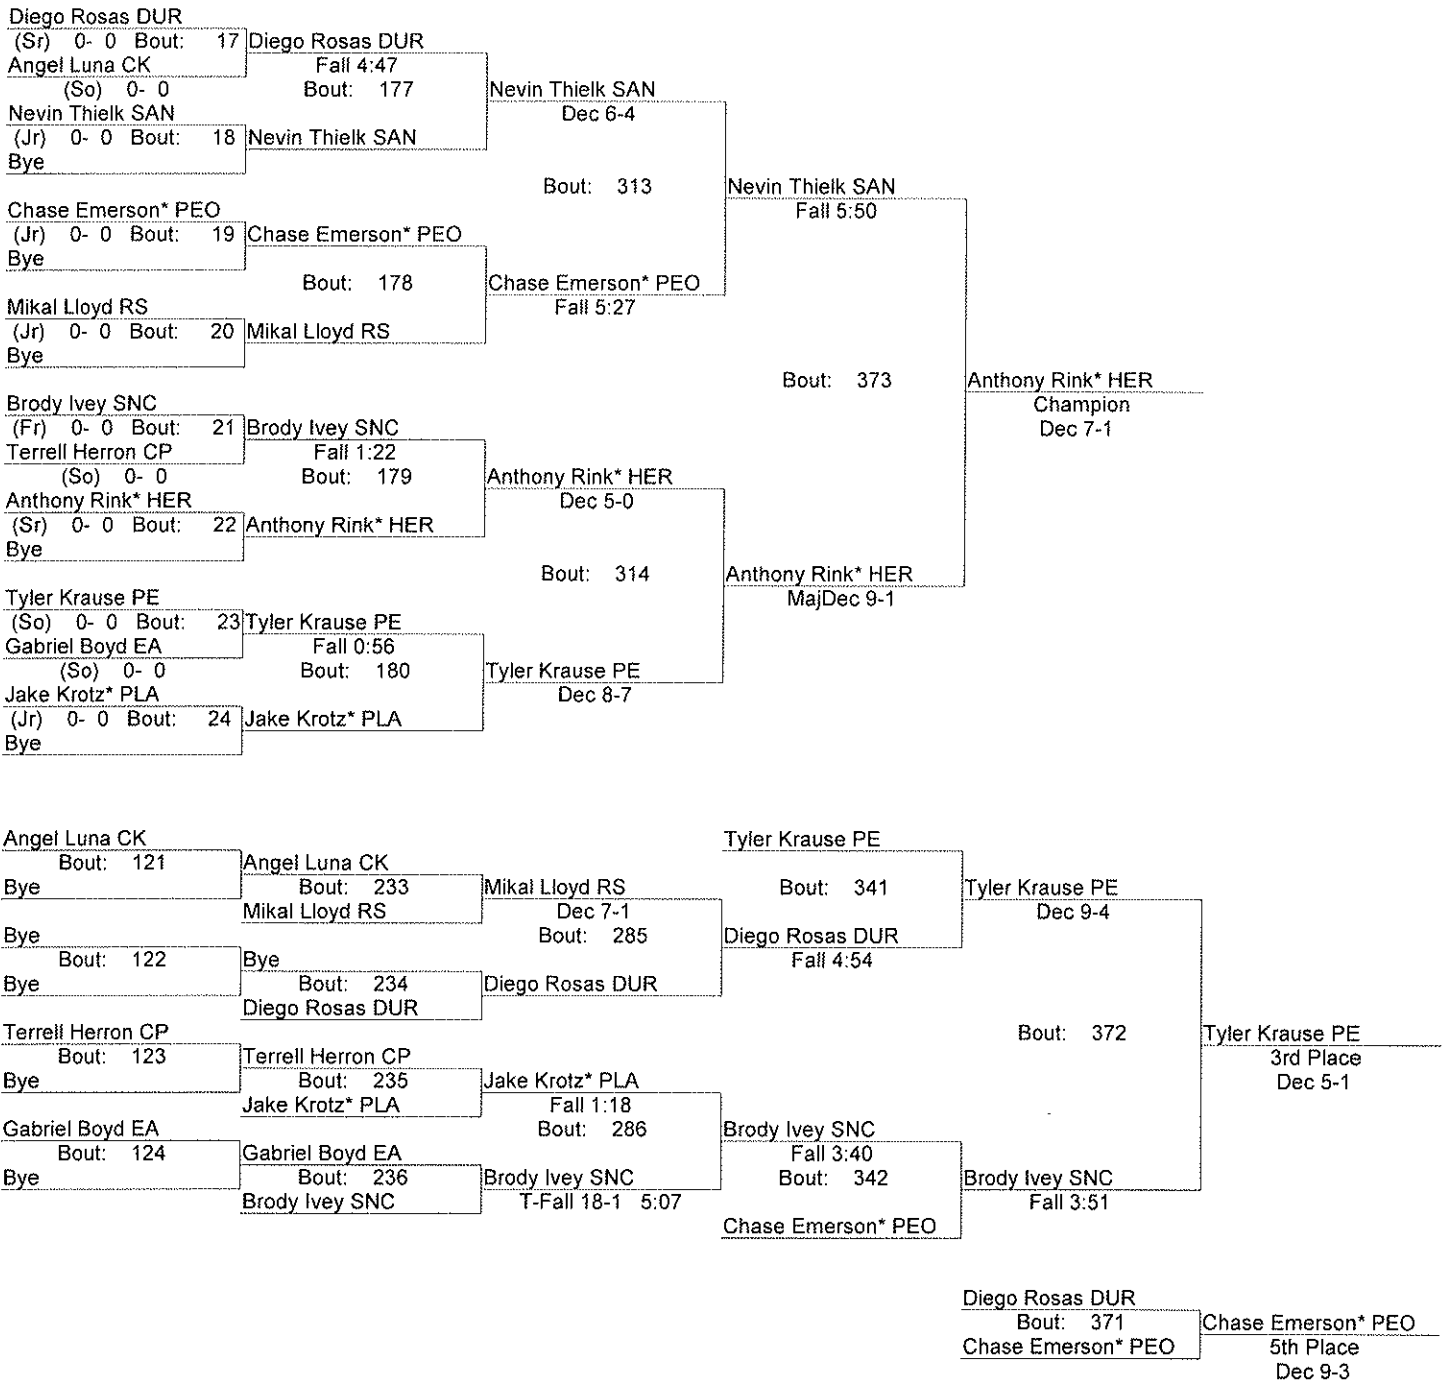 Diego Rosas DUR
(Sr) 0- 0 Bout: 17 Diego Rosas DUR
Angel Luna CK Fall 4:47
(So) 0- 0 Bout: 177 Nevin Thielk SAN
Nevin Thielk SAN Dec 6-4
(Jr) 0- 0 Bout: 18 Nevin Thielk SAN
Bye
Bout: 313 Nevin Thielk SAN
Chase Emerson* PEO Fall 5:50
(Jr) 0- 0 Bout: 19 Chase Emerson* PEO
Bye
Bout: 178 Chase Emerson* PEO
Mikal Lloyd RS Fall 5:27
(Jr) 0- 0 Bout: 20 Mikal Lloyd RS
Bye
Bout: 373 Anthony Rink* HER
Brody Ivey SNC Champion
(Fr) 0- 0 Bout: 21 Brody Ivey SNC Dec 7-1
Terrell Herron CP Fall 1:22
(So) 0- 0 Bout: 179 Anthony Rink* HER
Anthony Rink* HER Dec 5-0
(Sr) 0- 0 Bout: 22 Anthony Rink* HER
Bye
Bout: 314 Anthony Rink* HER
Tyler Krause PE MajDec 9-1
(So) 0- 0 Bout: 23 Tyler Krause PE
Gabriel Boyd EA Fall 0:56
(So) 0- 0 Bout: 180 Tyler Krause PE
Jake Krotz* PLA Dec 8-7
(Jr) 0- 0 Bout: 24 Jake Krotz* PLA
Bye
Angel Luna CK Tyler Krause PE
Bout: 121 Angel Luna CK
Bye Bout: 233 Mikal Lloyd RS Bout: 341 Tyler Krause PE
Mikal Lloyd RS Dec 7-1 Dec 9-4
Bye Bout: 285 Diego Rosas DUR
Bout: 122 Bye Fall 4:54
Bye Bout: 234 Diego Rosas DUR
Diego Rosas DUR
Terrell Herron CP Bout: 372 Tyler Krause PE
Bout: 123 Terrell Herron CP 3rd Place
Bye Bout: 235 Jake Krotz* PLA Dec 5-1
Jake Krotz* PLA Fall 1:18
Gabriel Boyd EA Bout: 286 Brody Ivey SNC
Bout: 124 Gabriel Boyd EA Fall 3:40
Bye Bout: 236 Brody Ivey SNC Bout: 342 Brody Ivey SNC
Brody Ivey SNC T-Fall 18-1 5:07 Fall 3:51
Chase Emerson* PEO
Diego Rosas DUR
Bout: 371 Chase Emerson* PEO
Chase Emerson* PEO 5th Place
Dec 9-3